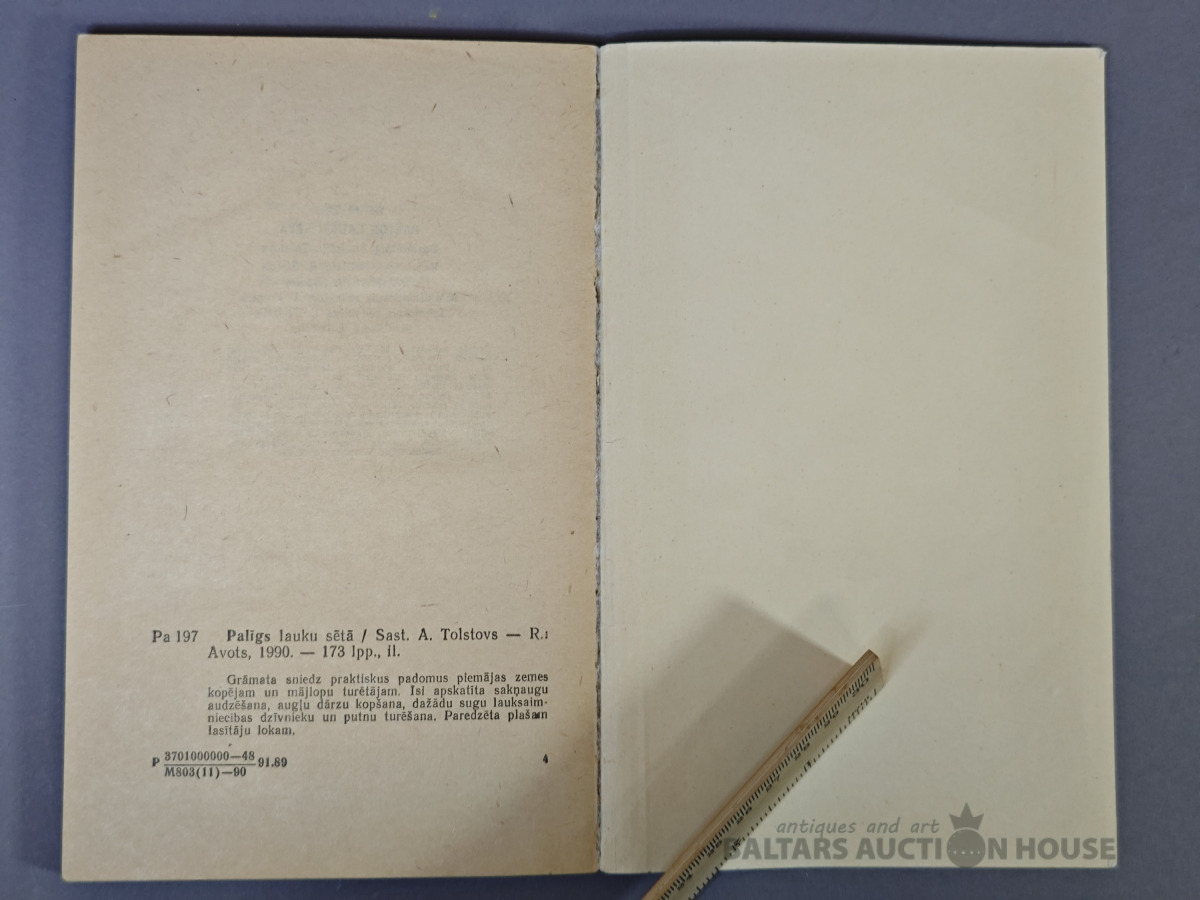 Pa 197 Palīgs lauku sētā / Sast. A. Tolstovs — R.:
Avots, 1990. — 173 lpp., il.
Grāmata sniedz praktiskus padomus piemājas zemes
kopējam un mājlopu turētājam. Isi apskatīta sakņaugu
audzēšana, augļu dārzu kopšana, dažādu sugu lauksaim-
niecības dzīvnieku un putnu turēšana. Paredzēta plašam
lasītāju lokam.
P 3701000000—48 91.89 4
M803(11)—90
antiques and art
BALTARS AUCTION HOUSE